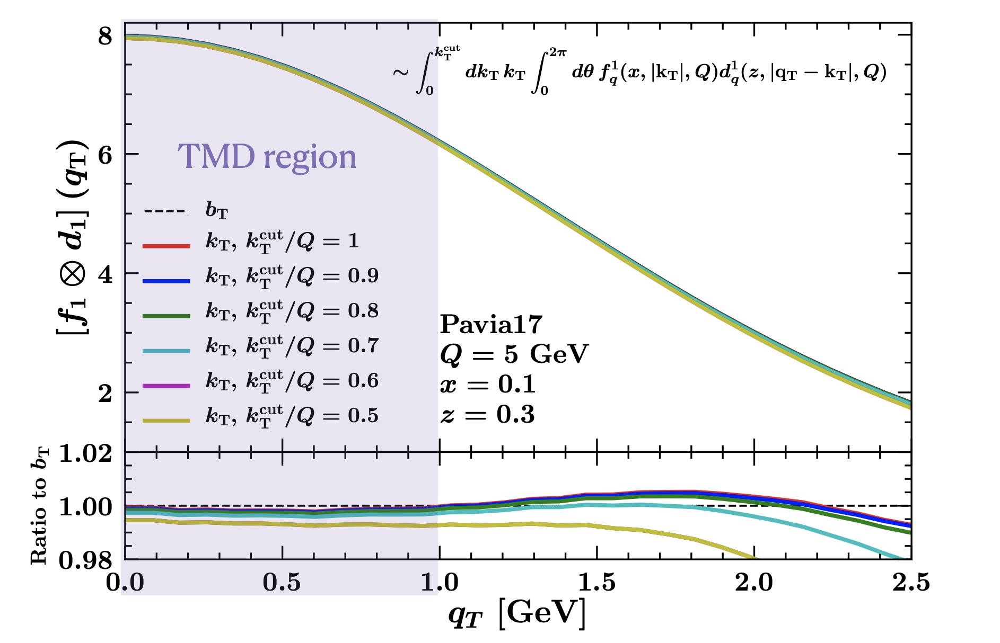 8
∼ ∫₀^{k_T^cut} dk_T k_T ∫₀^{2π} dθ f_q^1(x, |k_T|, Q)d_q^1(z, |q_T − k_T|, Q)
6
TMD region
[f₁ ⊗ d₁] (q_T)
b_T
k_T, k_T^cut/Q = 1
4
k_T, k_T^cut/Q = 0.9
k_T, k_T^cut/Q = 0.8
k_T, k_T^cut/Q = 0.7
k_T, k_T^cut/Q = 0.6
k_T, k_T^cut/Q = 0.5
2
Pavia17
Q = 5 GeV
x = 0.1
z = 0.3
Ratio to b_T
1.02
1.00
0.98
0.0 0.5 1.0 1.5 2.0 2.5
q_T [GeV]